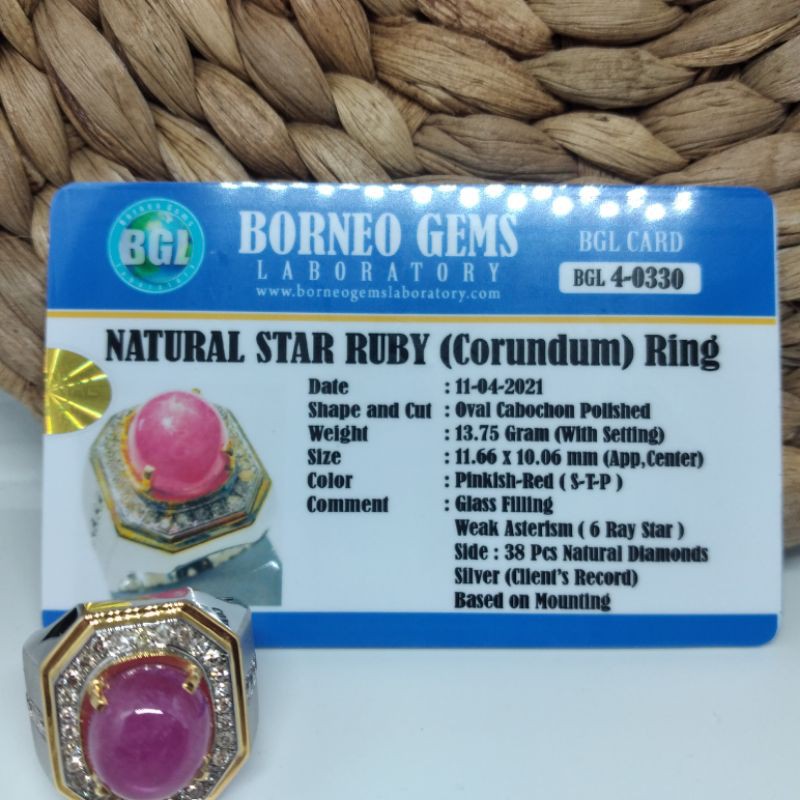 Borneo Gems
BGL
Laboratory
BORNEO GEMS
LABORATORY
www.borneogemslaboratory.com
BGL CARD
BGL 4-0330
NATURAL STAR RUBY (Corundum) Ring
Date : 11-04-2021
Shape and Cut : Oval Cabochon Polished
Weight : 13.75 Gram (With Setting)
Size : 11.66 x 10.06 mm (App,Center)
Color : Pinkish-Red ( S-T-P )
Comment : Glass Filling
Weak Asterism ( 6 Ray Star )
Side : 38 Pcs Natural Diamonds
Silver (Client's Record)
Based on Mounting